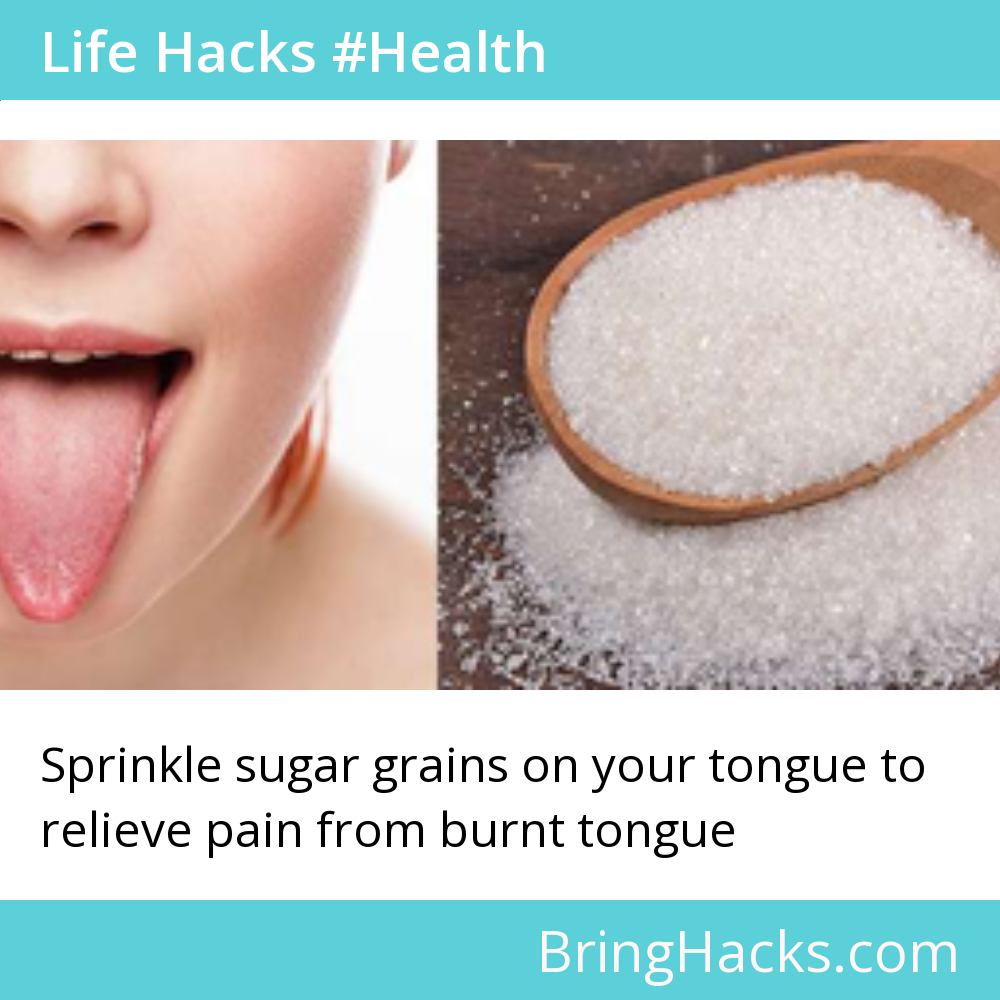 Life Hacks #Health
Sprinkle sugar grains on your tongue to
relieve pain from burnt tongue
BringHacks.com